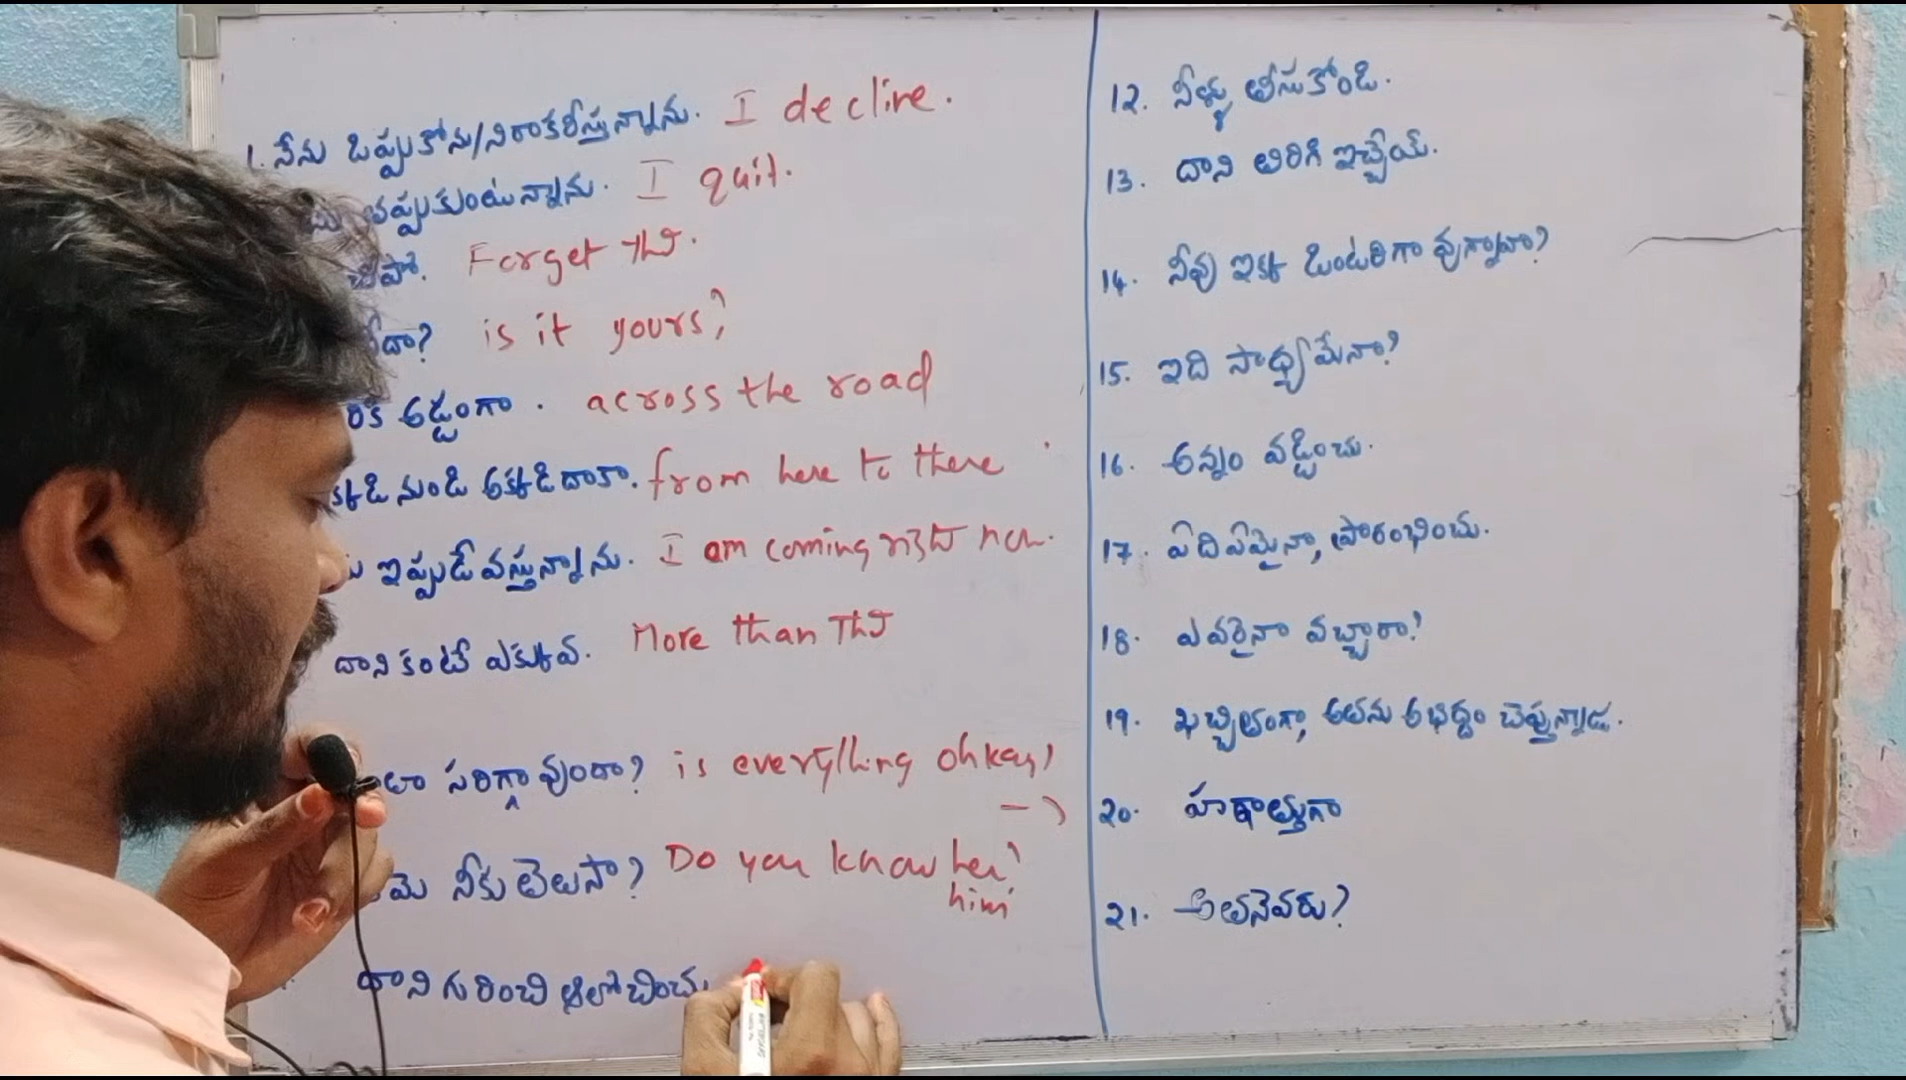 1. నేను ఒప్పుకోను/నిరాకరిస్తున్నాను. I decline.
తప్పుకుంటున్నాను. I quit.
Forget this.
is it yours?
అడ్డంగా. across the road
నుండి అక్కడిదాకా. from here to there
ఇప్పుడే వస్తున్నాను. I am coming right now.
దానికంటే ఎక్కువ. More than this
సరిగ్గా వుందా? is everything ohkay?
నీకు తెలుసా? Do you know her?
him
దాని గురించి ఆలోచించు.
12. నీళ్ళు తీసుకోండి.
13. దాని తిరిగి ఇచ్చేయ్.
14. నీవు ఇక్కడ ఒంటరిగా వున్నావా?
15. ఇది సాధ్యమేనా?
16. అన్నం వడ్డించు.
17. ఏదిఏమైనా, ప్రారంభించు.
18. ఎవరైనా వచ్చారా?
19. ఖచ్చితంగా, అతను అభద్దం చెప్తున్నాడు.
20. హఠాత్తుగా
21. అతనెవరు?